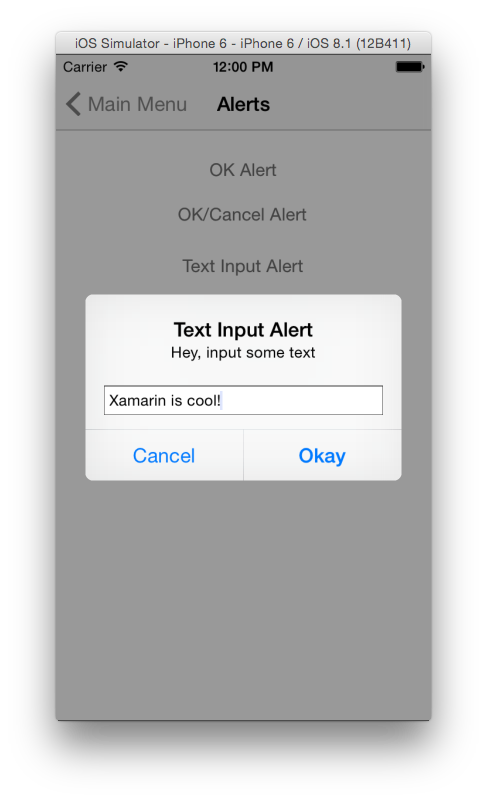 iOS Simulator - iPhone 6 - iPhone 6 / iOS 8.1 (12B411)
Carrier 12:00 PM
Main Menu Alerts
OK Alert
OK/Cancel Alert
Text Input Alert
Text Input Alert
Hey, input some text
Xamarin is cool!
Cancel Okay